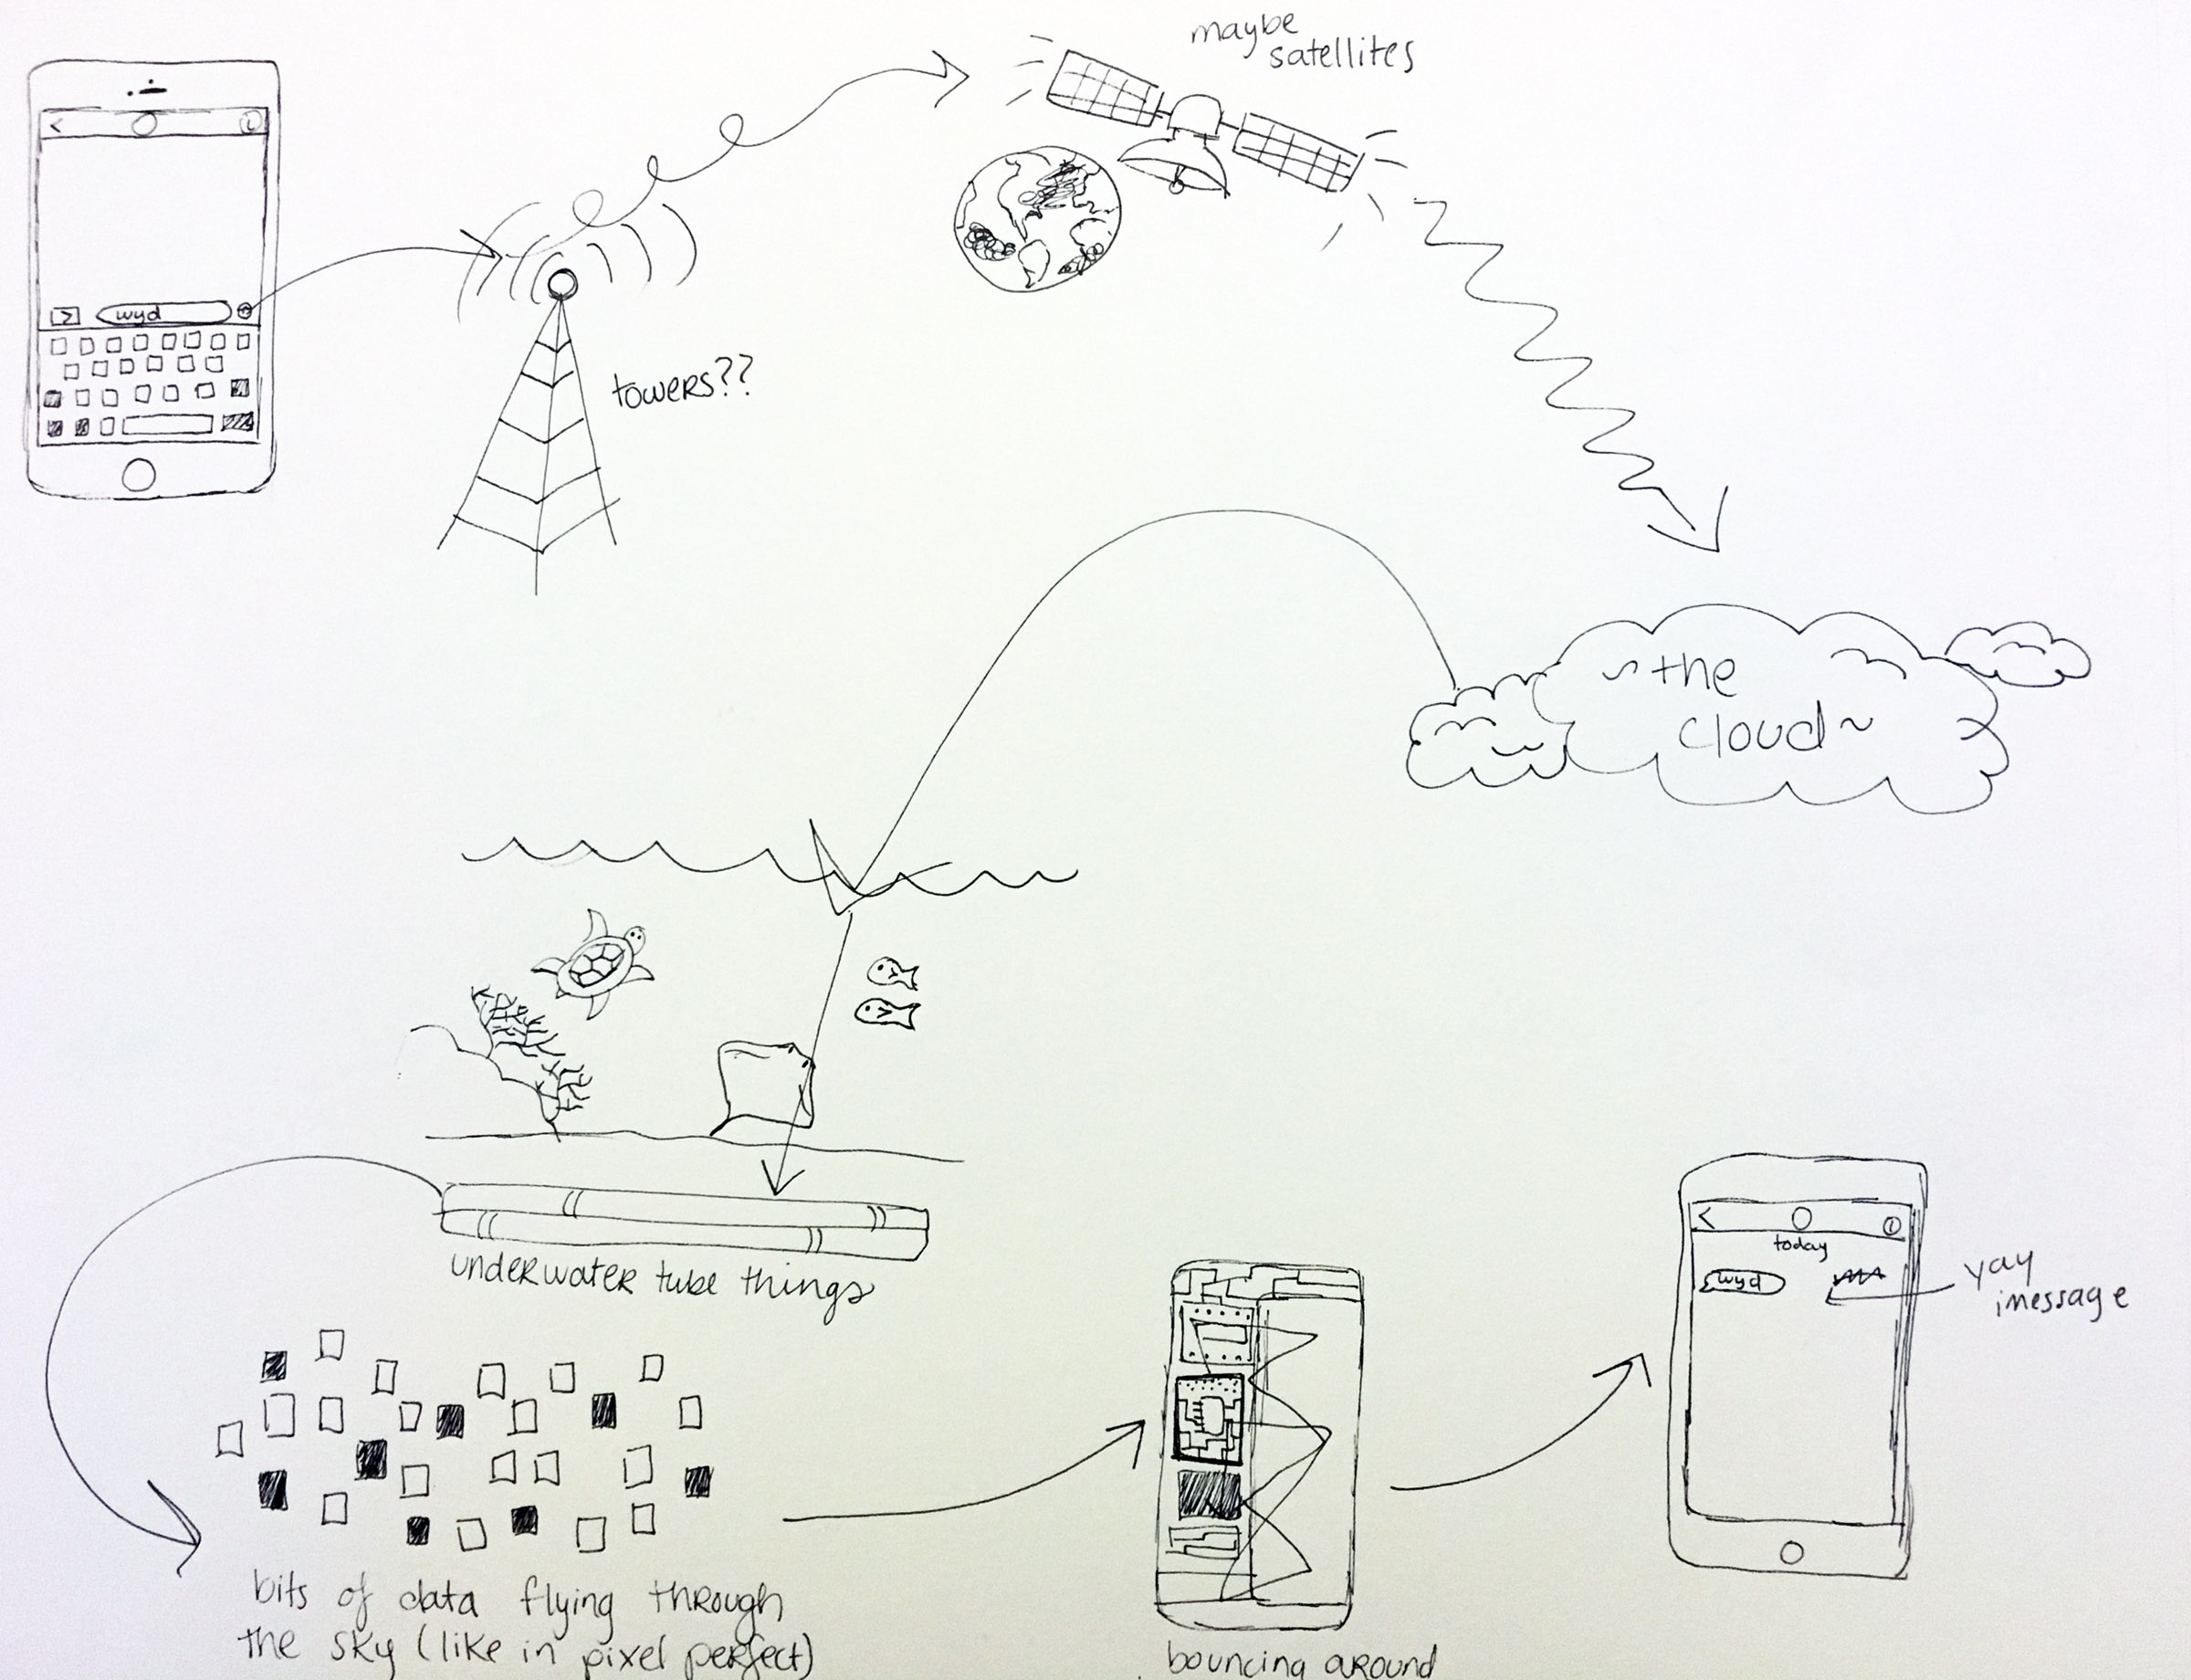 maybe
satellites
wyd
towers??
~ the
cloud ~
underwater tube things
today
wyd
yay
imessage
bits of data flying through
the sky (like in pixel perfect)
bouncing around